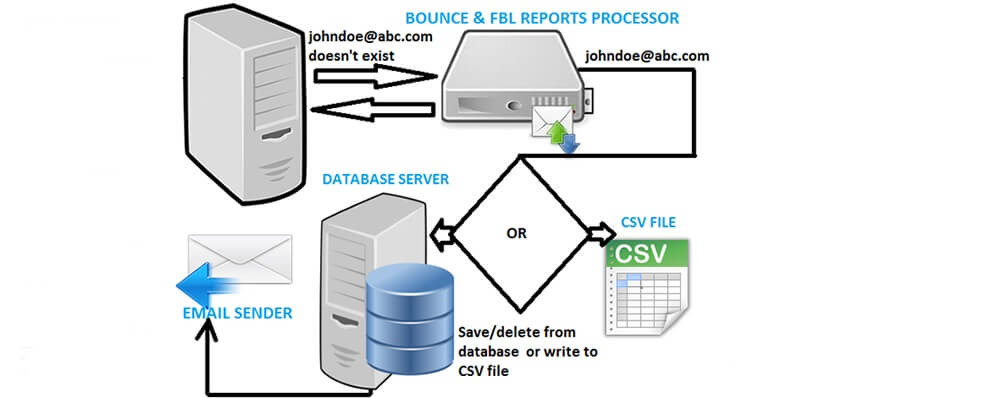 BOUNCE & FBL REPORTS PROCESSOR
johndoe@abc.com
doesn't exist
johndoe@abc.com
DATABASE SERVER
OR
CSV FILE
CSV
EMAIL SENDER
Save/delete from
database or write to
CSV file